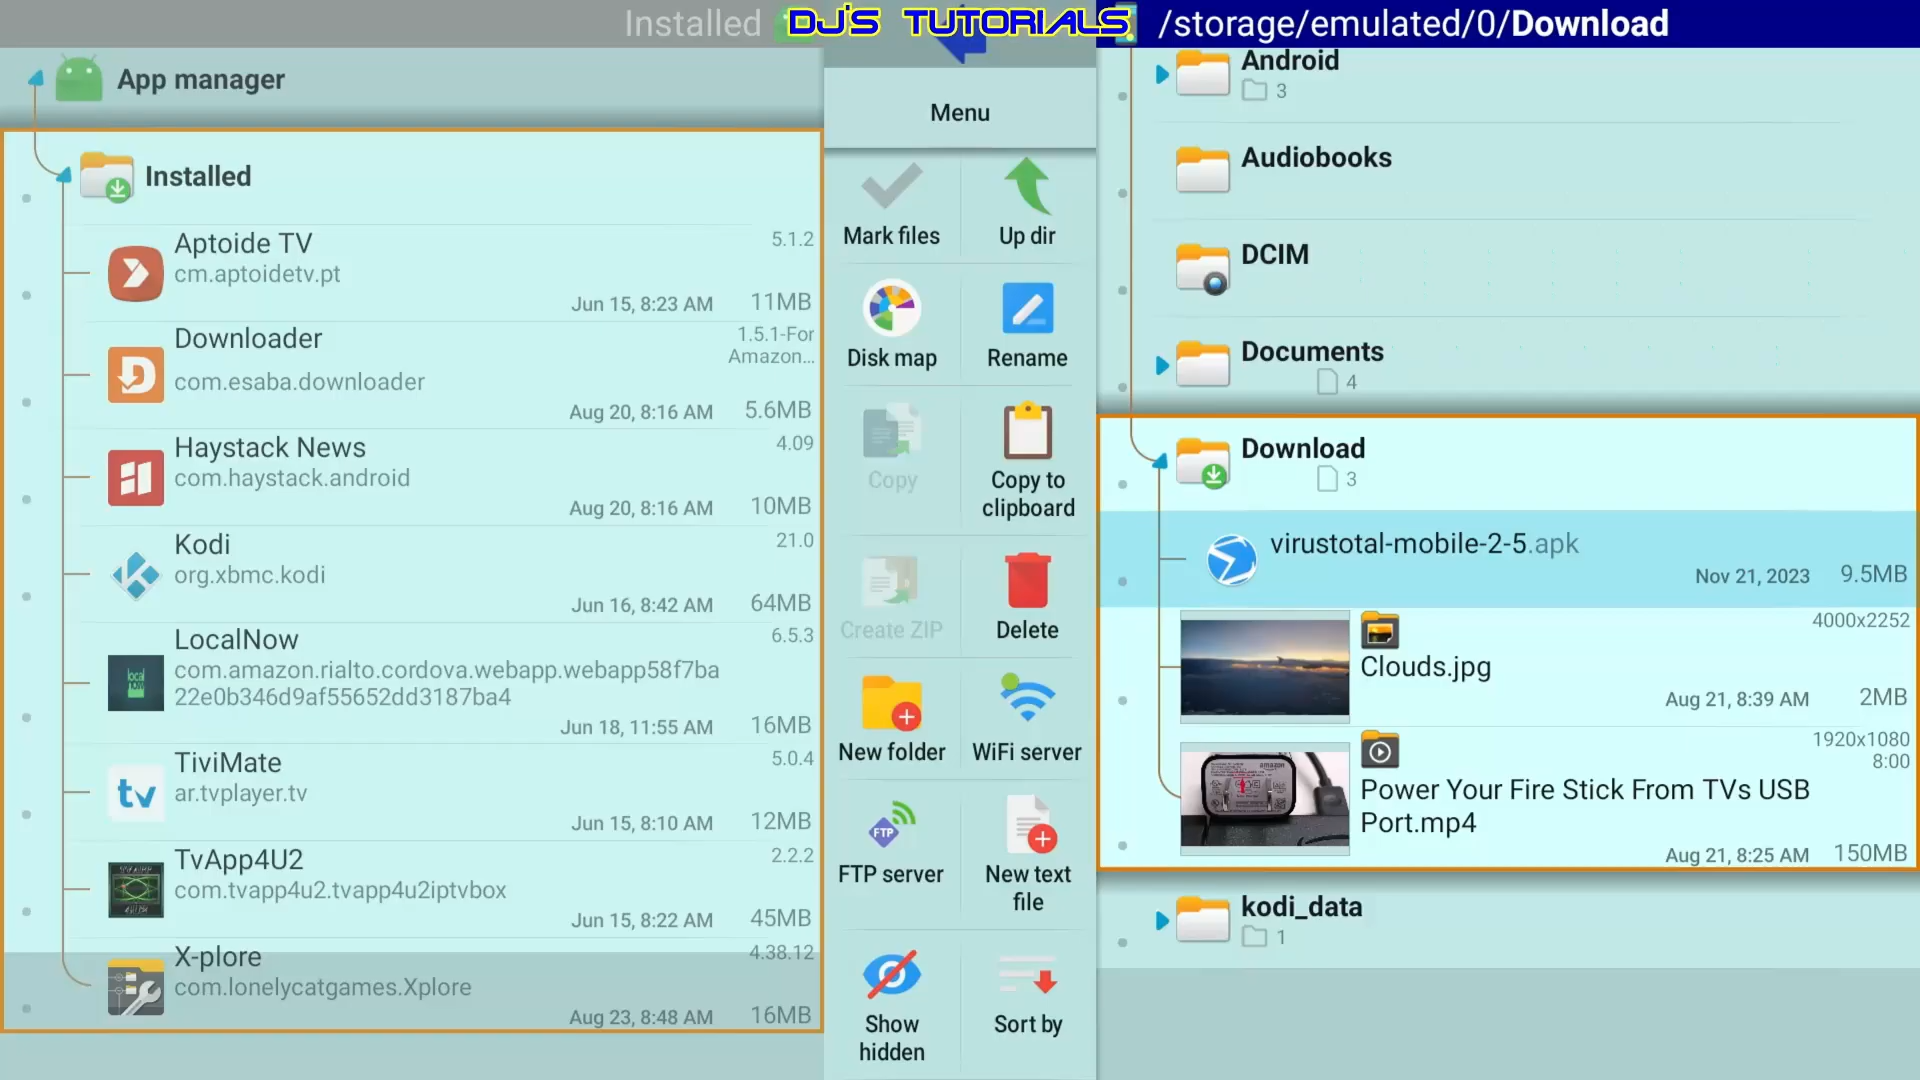 Installed
DJ'S TUTORIALS
/storage/emulated/0/Download
App manager
Installed
Aptoide TV
5.1.2
cm.aptoidetv.pt
Jun 15, 8:23 AM
11MB
Downloader
1.5.1-For
Amazon...
com.esaba.downloader
Aug 20, 8:16 AM
5.6MB
Haystack News
4.09
com.haystack.android
Aug 20, 8:16 AM
10MB
Kodi
21.0
org.xbmc.kodi
Jun 16, 8:42 AM
64MB
LocalNow
6.5.3
com.amazon.rialto.cordova.webapp.webapp58f7ba
22e0b346d9af55652dd3187ba4
Jun 18, 11:55 AM
16MB
TiviMate
5.0.4
ar.tvplayer.tv
Jun 15, 8:10 AM
12MB
TvApp4U2
2.2.2
com.tvapp4u2.tvapp4u2iptvbox
Jun 15, 8:22 AM
45MB
X-plore
4.38.12
com.lonelycatgames.Xplore
Aug 23, 8:48 AM
16MB
Menu
Mark files
Up dir
Disk map
Rename
Copy
Copy to
clipboard
Create ZIP
Delete
New folder
WiFi server
FTP
FTP server
New text
file
Show
hidden
Sort by
Android
3
Audiobooks
DCIM
Documents
4
Download
3
virustotal-mobile-2-5.apk
Nov 21, 2023
9.5MB
4000x2252
Clouds.jpg
Aug 21, 8:39 AM
2MB
1920x1080
8:00
Power Your Fire Stick From TVs USB
Port.mp4
Aug 21, 8:25 AM
150MB
kodi_data
1
local
now
tv
amazon